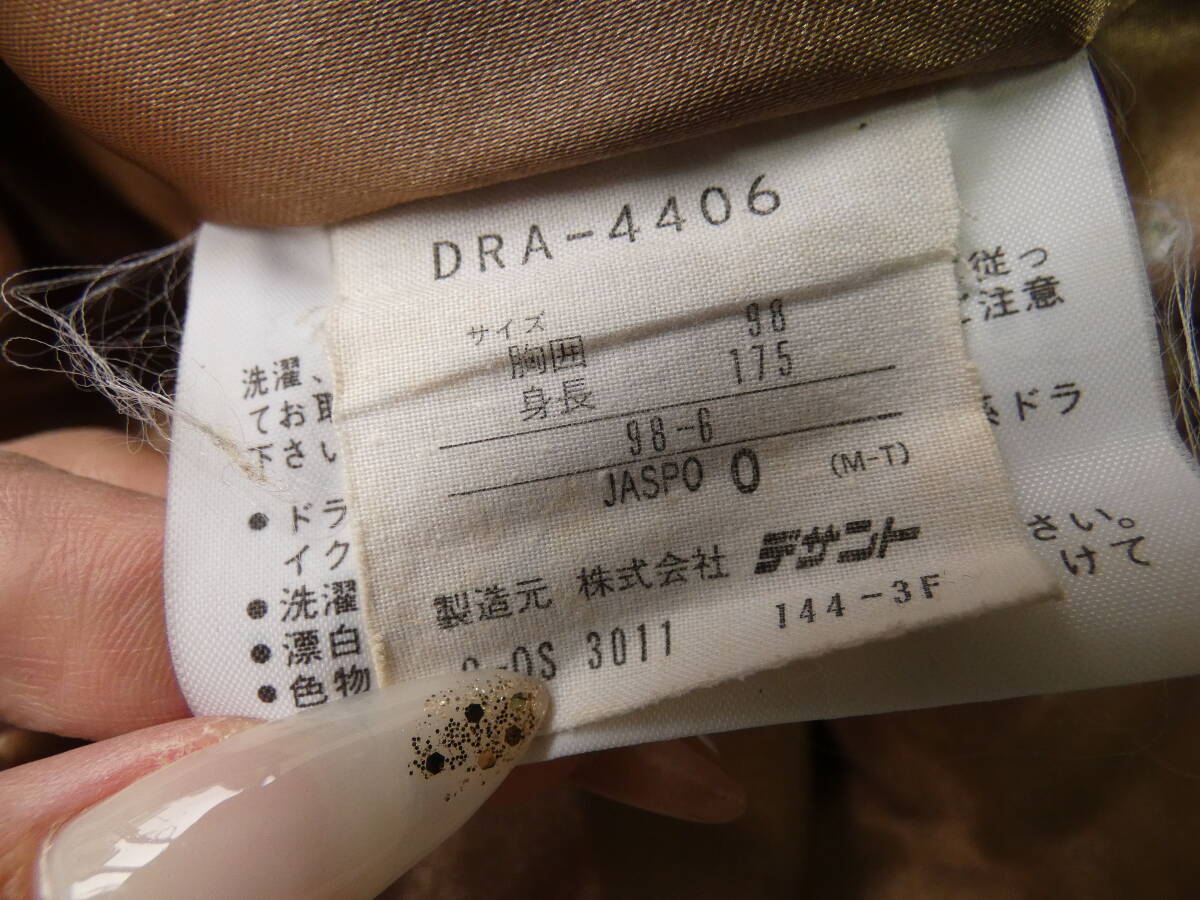 DRA-4406
サイズ
胸囲 98
身長 175
98-6
JASPO O (M-T)
製造元 株式会社 デサント
144-3F
OS 3011
洗濯、 従っ
てお取 注意
下さい
ドラ
イク
● 洗濯
● 漂白
● 色物
ドラ
さい。
けて